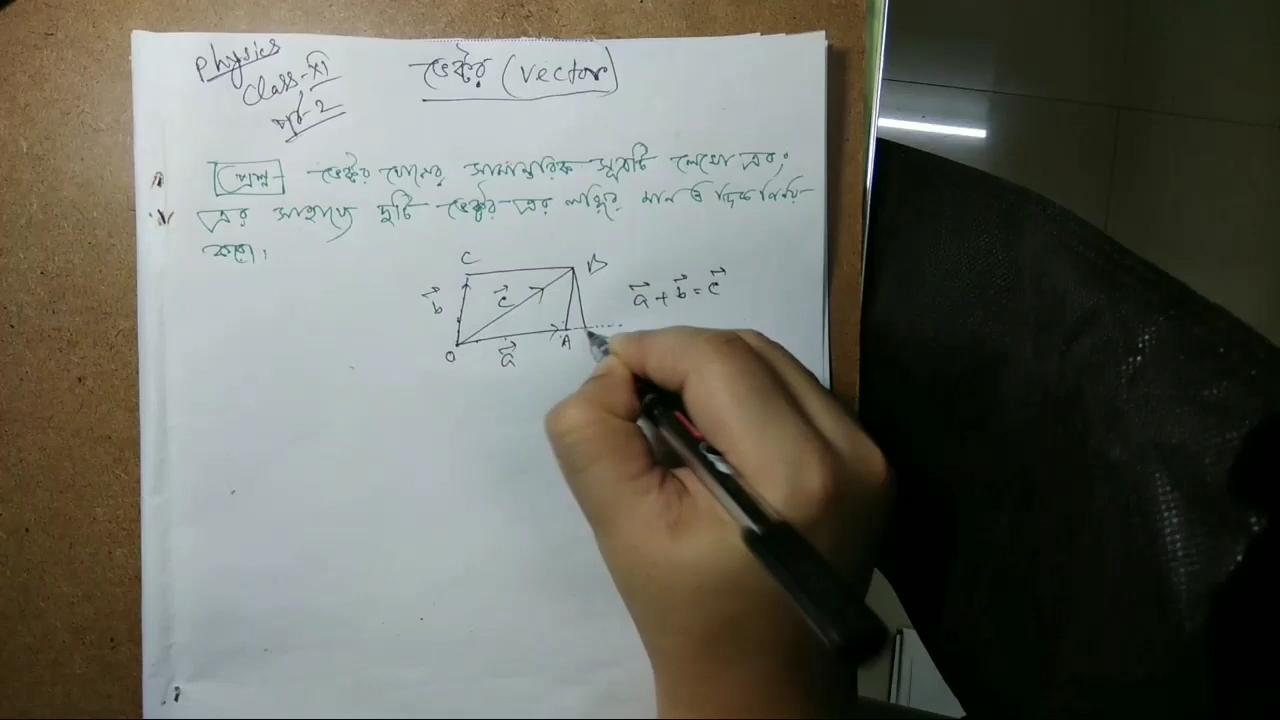 Physics
Class-XI
পর্ব-2
ভেক্টর (Vector)
প্রশ্ন ভেক্টর যোগের সামান্তরিক সূত্রটি লেখো এবং
এর সাহায্যে দুটি ভেক্টর এর লব্ধির মান ও দিক নির্ণয়
করো।
C B
b⃗ c⃗ a⃗ + b⃗ = c⃗
O a⃗ A